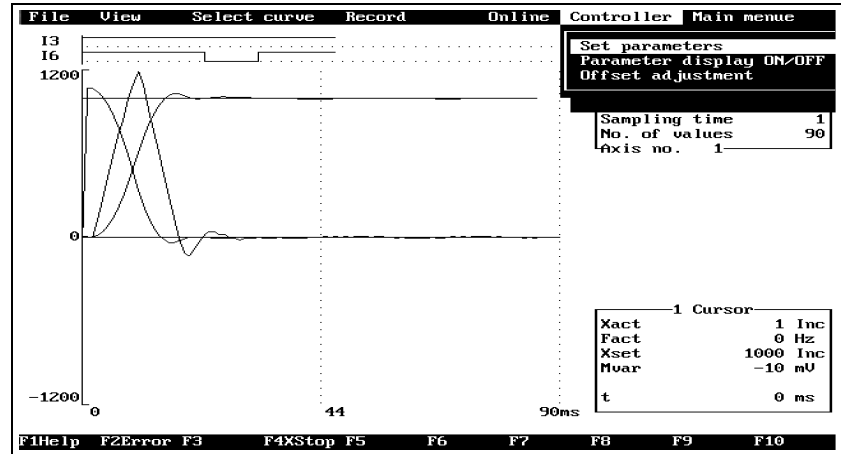 File View Select curve Record Online Controller Main menue
I3
I6
Set parameters
Parameter display ON/OFF
Offset adjustment
1200
Sampling time 1
No. of values 90
Axis no. 1
0
1 Cursor
Xact 1 Inc
Fact 0 Hz
Xset 1000 Inc
Mvar -10 mV
-1200
t 0 ms
0 44 90ms
F1Help F2Error F3 F4XStop F5 F6 F7 F8 F9 F10